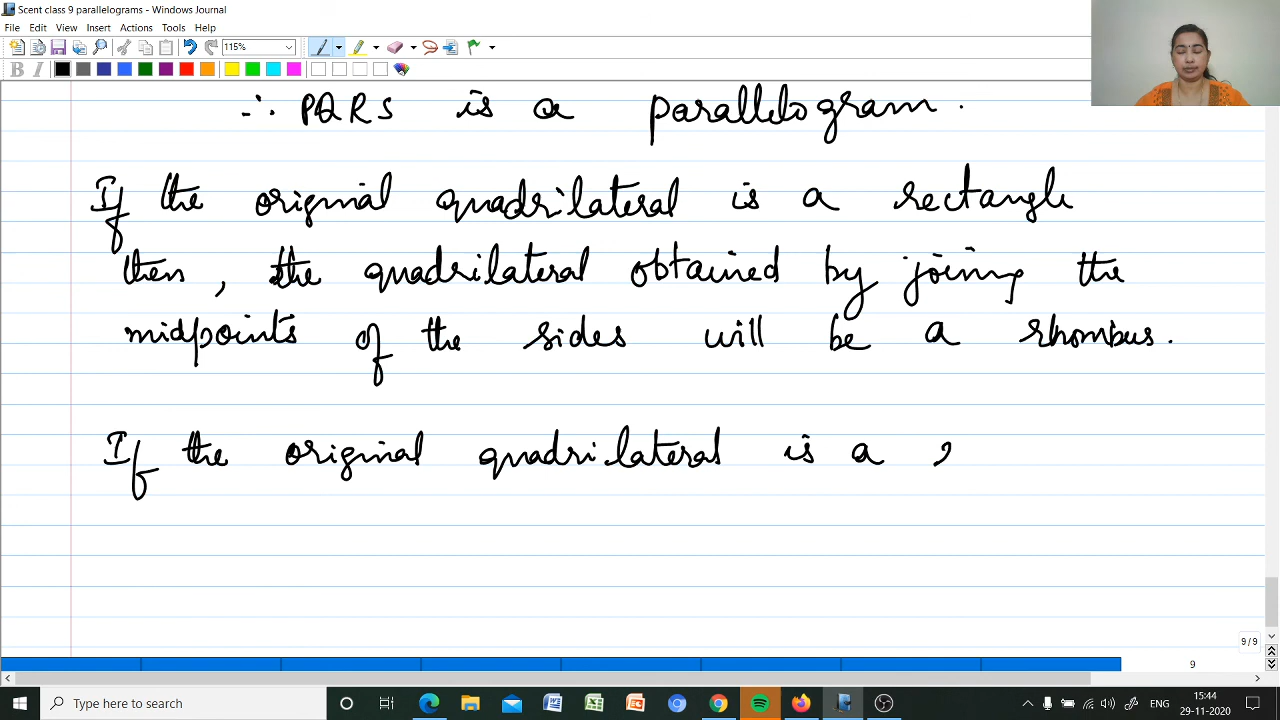 Scent class 9 parallelograms - Windows Journal
File Edit View Insert Actions Tools Help
115%
B I
∴ PQRS is a parallelogram.
If the original quadrilateral is a rectangle
then, the quadrilateral obtained by joining the
midpoints of the sides will be a rhombus.
If the original quadrilateral is a
9/9
9
Type here to search
ENG
15:44
29-11-2020